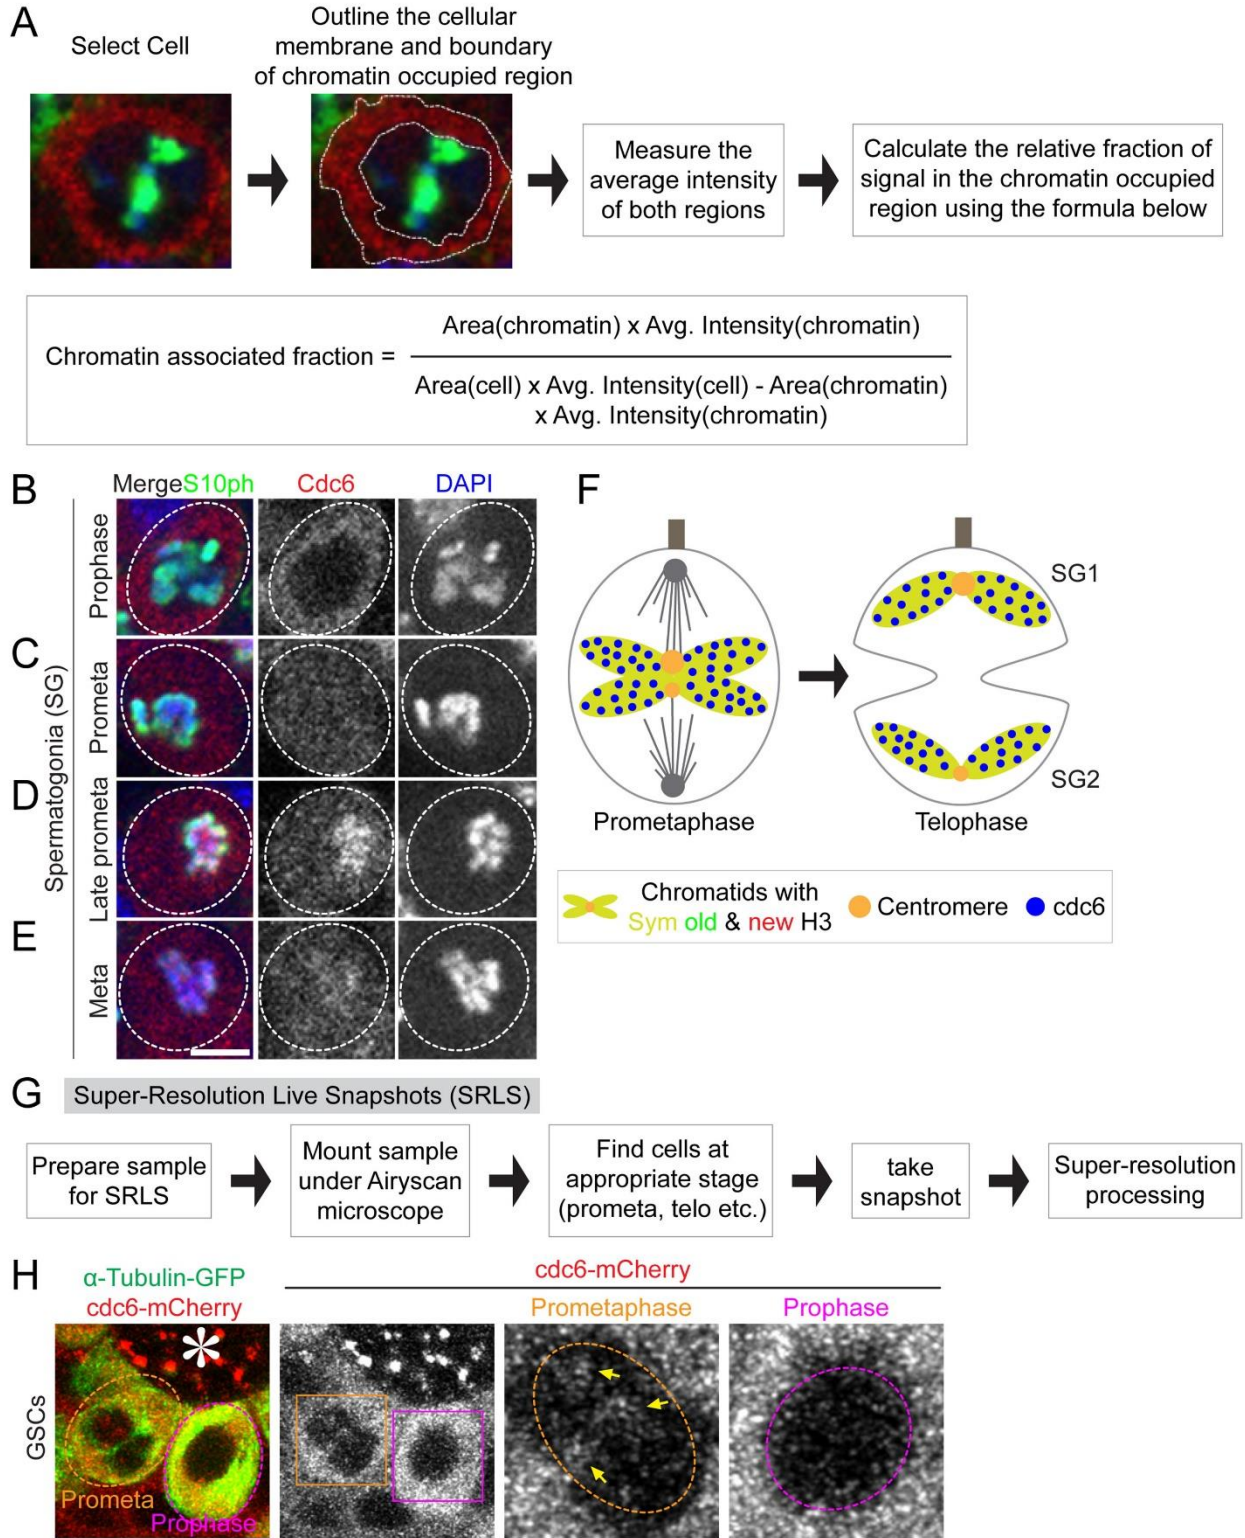 A
Select Cell
Outline the cellular
membrane and boundary
of chromatin occupied region
Measure the
average intensity
of both regions
Calculate the relative fraction of
signal in the chromatin occupied
region using the formula below
Chromatin associated fraction =
Area(chromatin) x Avg. Intensity(chromatin)
Area(cell) x Avg. Intensity(cell) - Area(chromatin)
x Avg. Intensity(chromatin)
B
MergeS10ph
Cdc6
DAPI
Spermatogonia (SG)
Prophase
C
Prometa
D
Late prometa
E
Meta
F
SG1
SG2
Prometaphase
Telophase
Chromatids with
Sym old & new H3
Centromere
cdc6
G
Super-Resolution Live Snapshots (SRLS)
Prepare sample
for SRLS
Mount sample
under Airyscan
microscope
Find cells at
appropriate stage
(prometa, telo etc.)
take
snapshot
Super-resolution
processing
H
α-Tubulin-GFP
cdc6-mCherry
cdc6-mCherry
Prometaphase
Prophase
GSCs
*
Prometa
Prophase